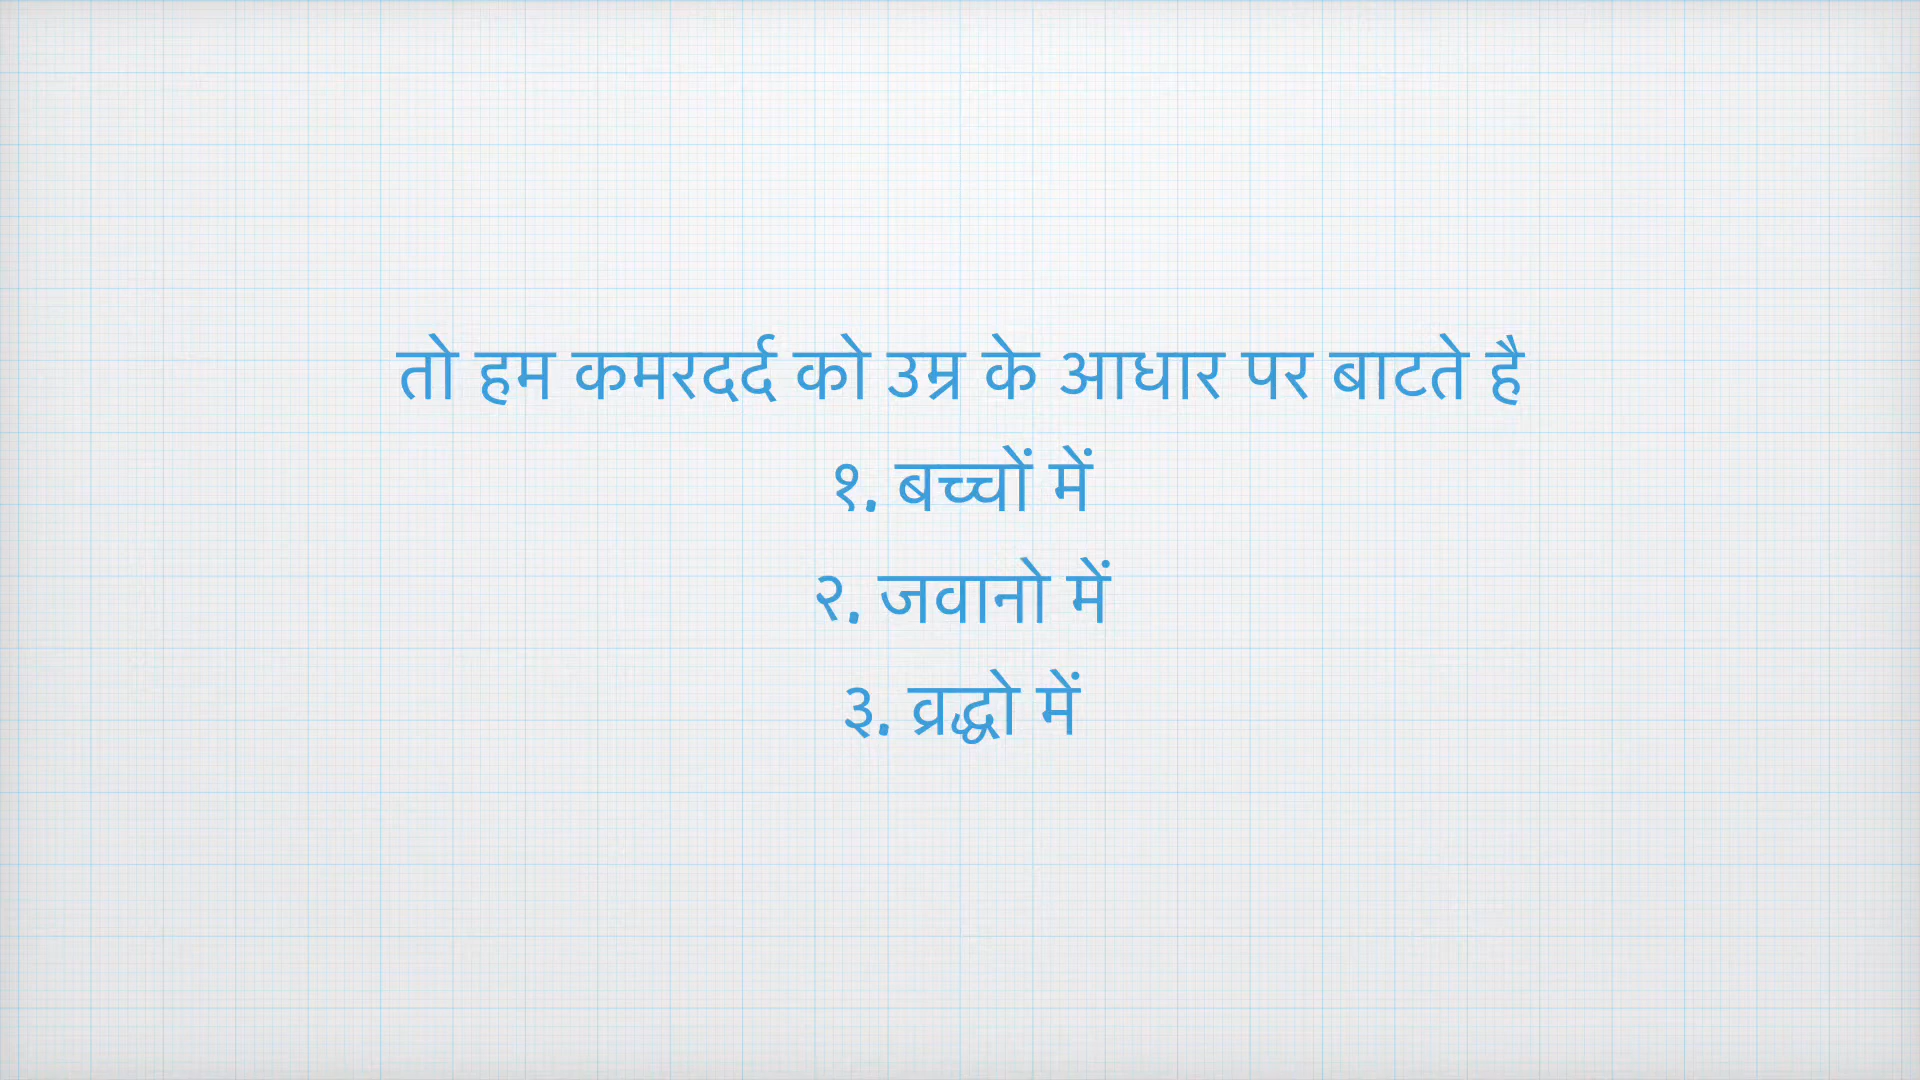 तो हम कमरदर्द को उम्र के आधार पर बाटते है
१. बच्चों में
२. जवानो में
३. व्रद्धो में